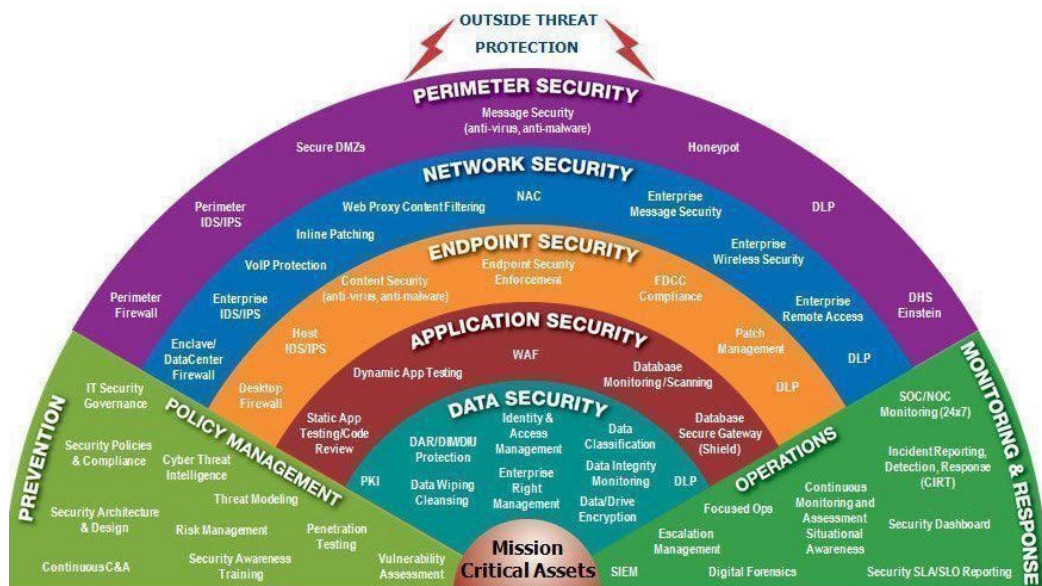 OUTSIDE THREAT
PROTECTION
PERIMETER SECURITY
Message Security
(anti-virus, anti-malware)
Secure DMZs
Honeypot
Perimeter
IDS/IPS
DLP
Perimeter
Firewall
DHS
Einstein
NETWORK SECURITY
NAC
Web Proxy Content Filtering
Enterprise
Message Security
Inline Patching
Enterprise
Wireless Security
VoIP Protection
Enterprise
IDS/IPS
Enterprise
Remote Access
Enclave/
DataCenter
Firewall
DLP
ENDPOINT SECURITY
Endpoint Security
Enforcement
Content Security
(anti-virus, anti-malware)
FDCC
Compliance
Host
IDS/IPS
Patch
Management
Desktop
Firewall
DLP
APPLICATION SECURITY
WAF
Dynamic App Testing
Database
Monitoring/Scanning
Static App
Testing/Code
Review
Database
Secure Gateway
(Shield)
DATA SECURITY
DAR/DIM/DIU
Protection
Identity &
Access
Management
Data
Classification
PKI
Data Wiping
Cleansing
Enterprise
Right
Management
Data Integrity
Monitoring
DLP
Data/Drive
Encryption
Mission
Critical Assets
PREVENTION
POLICY MANAGEMENT
IT Security
Governance
Security Policies
& Compliance
Cyber Threat
Intelligence
Threat Modeling
Security Architecture
& Design
Risk Management
Penetration
Testing
Continuous C&A
Security Awareness
Training
Vulnerability
Assessment
MONITORING & RESPONSE
OPERATIONS
SOC/NOC
Monitoring (24x7)
Incident Reporting,
Detection, Response
(CIRT)
Focused Ops
Continuous
Monitoring and
Assessment
Situational
Awareness
Security Dashboard
Escalation
Management
SIEM
Digital Forensics
Security SLA/SLO Reporting